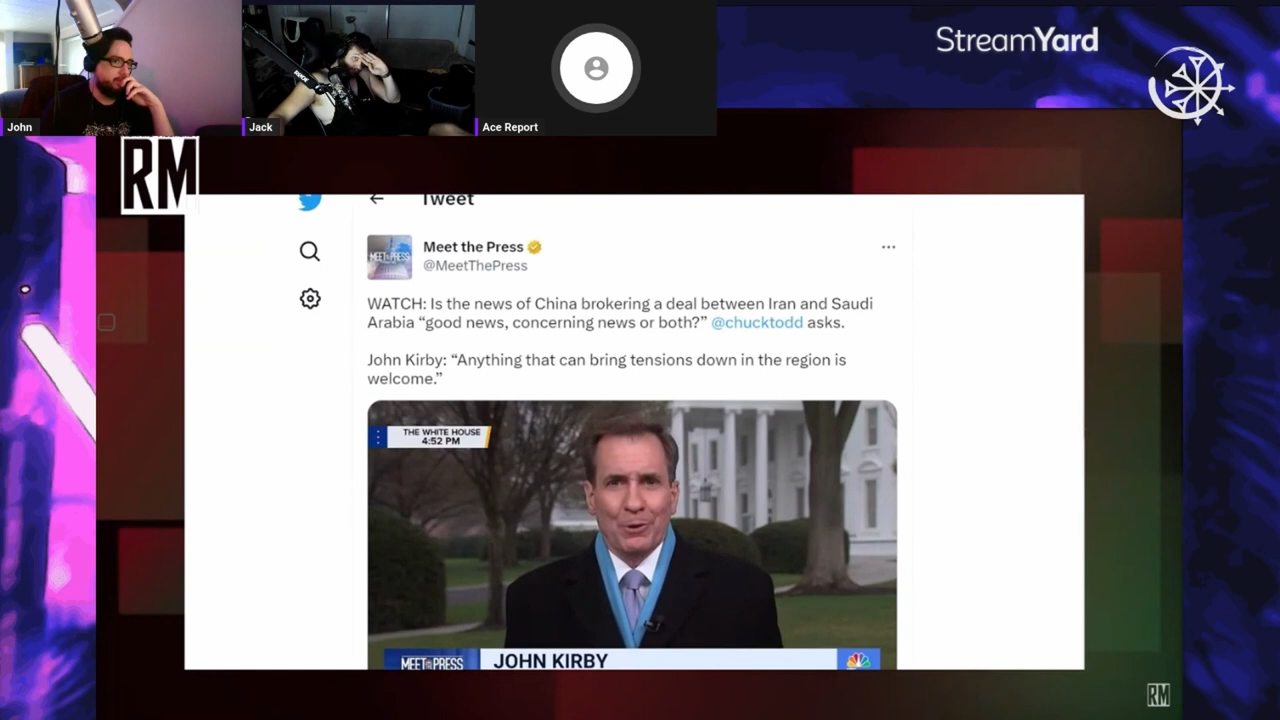 StreamYard
John
Jack
Ace Report
RM
Tweet
Meet the Press
@MeetThePress
WATCH: Is the news of China brokering a deal between Iran and Saudi
Arabia “good news, concerning news or both?” @chucktodd asks.
John Kirby: “Anything that can bring tensions down in the region is
welcome.”
THE WHITE HOUSE
4:52 PM
MEET THE PRESS
JOHN KIRBY
RM